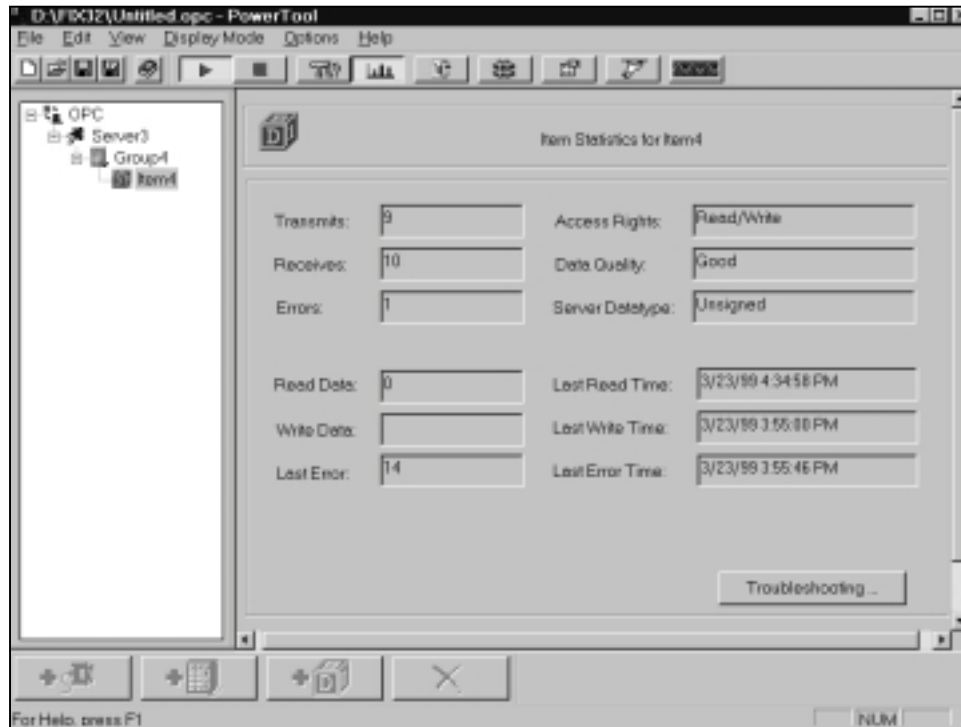 D:\FIX32\Untitled.opc - PowerTool
File Edit View Display Mode Options Help
OPC
Server3
Group4
Item4
Item Statistics for Item4
Transmits: 9 Access Rights: Read/Write
Receives: 10 Data Quality: Good
Errors: 1 Server Datatype: Unsigned
Read Data: 0 Last Read Time: 3/23/99 4:34:58 PM
Write Data: Last Write Time: 3/23/99 3:55:00 PM
Last Error: 14 Last Error Time: 3/23/99 3:55:46 PM
Troubleshooting ...
For Help, press F1
NUM